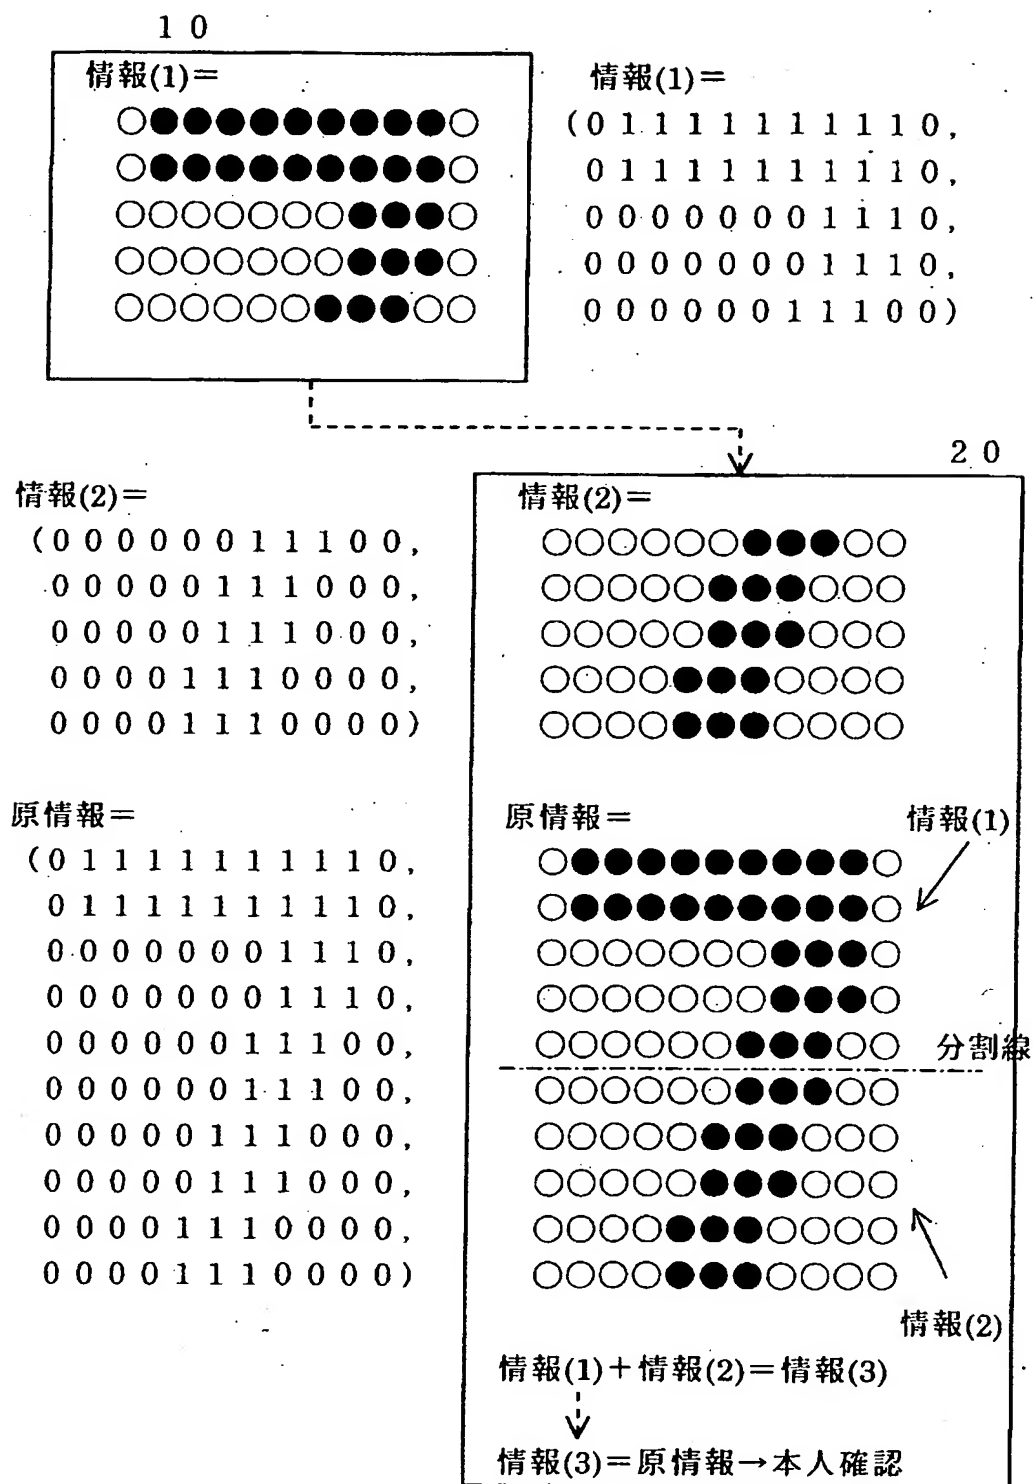 1 0
情報(1)=
情報(1)=
(0 1 1 1 1 1 1 1 1 1 0,
0 1 1 1 1 1 1 1 1 1 0,
0 0 0 0 0 0 0 1 1 1 0,
0 0 0 0 0 0 0 1 1 1 0,
0 0 0 0 0 0 1 1 1 0 0)
2 0
情報(2)=
(0 0 0 0 0 0 1 1 1 0 0,
0 0 0 0 0 1 1 1 0 0 0,
0 0 0 0 0 1 1 1 0 0 0,
0 0 0 0 1 1 1 0 0 0 0,
0 0 0 0 1 1 1 0 0 0 0)
情報(2)=
原情報=
(0 1 1 1 1 1 1 1 1 1 0,
0 1 1 1 1 1 1 1 1 1 0,
0 0 0 0 0 0 0 1 1 1 0,
0 0 0 0 0 0 0 1 1 1 0,
0 0 0 0 0 0 1 1 1 0 0,
0 0 0 0 0 0 1 1 1 0 0,
0 0 0 0 0 1 1 1 0 0 0,
0 0 0 0 0 1 1 1 0 0 0,
0 0 0 0 1 1 1 0 0 0 0,
0 0 0 0 1 1 1 0 0 0 0)
原情報=
情報(1)
分割線
情報(2)
情報(1)+情報(2)=情報(3)
情報(3)=原情報→本人確認